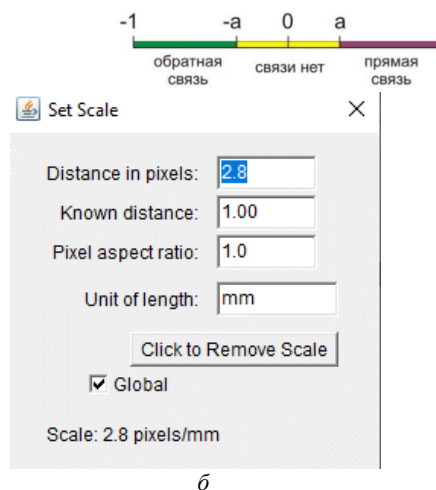 -1 -a 0 a
обратная связь связи нет прямая связь
Set Scale
Distance in pixels: 2.8
Known distance: 1.00
Pixel aspect ratio: 1.0
Unit of length: mm
Click to Remove Scale
Global
Scale: 2.8 pixels/mm
б